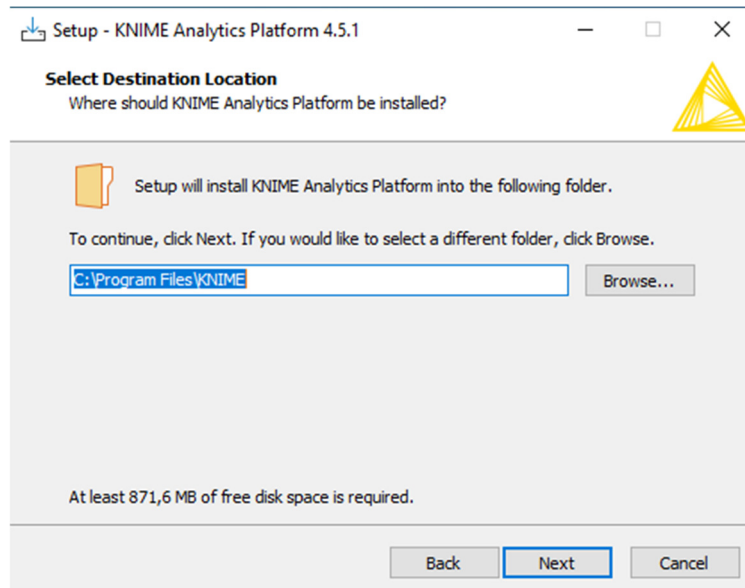 Setup - KNIME Analytics Platform 4.5.1
Select Destination Location
Where should KNIME Analytics Platform be installed?
Setup will install KNIME Analytics Platform into the following folder.
To continue, click Next. If you would like to select a different folder, click Browse.
C:\Program Files\KNIME
Browse...
At least 871,6 MB of free disk space is required.
Back Next Cancel